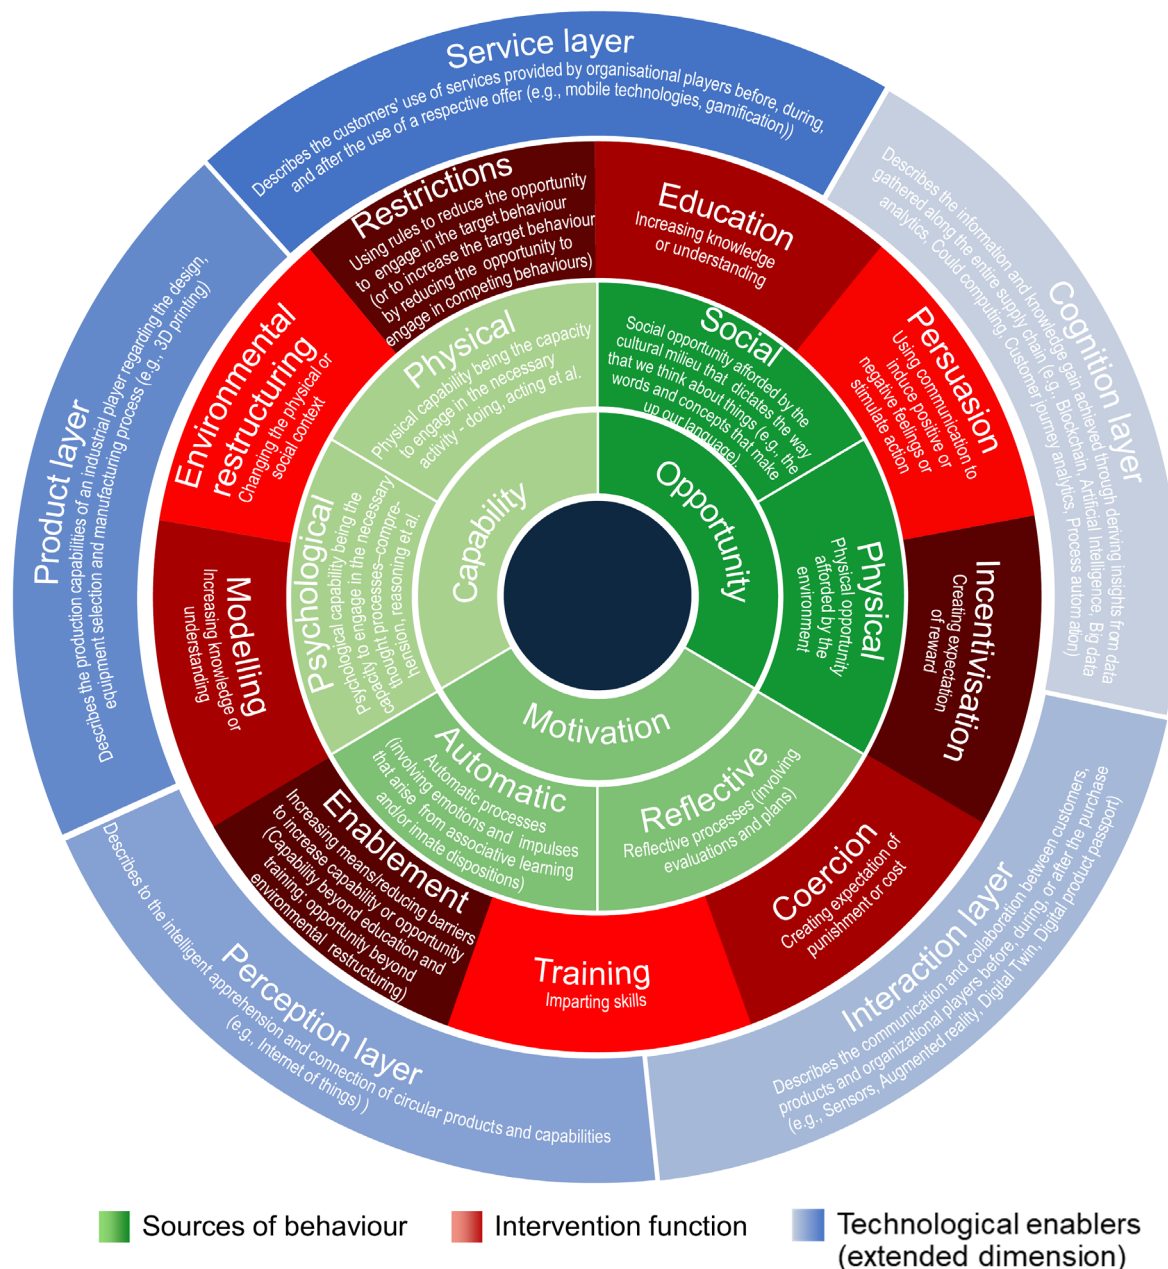 Service layer
Describes the customers' use of services provided by organisational players before, during,
and after the use of a respective offer (e.g., mobile technologies, gamification))
Cognition layer
Describes the information and knowledge gain achieved through deriving insights from data
gathered along the entire supply chain (e.g., Blockchain, Artificial Intelligence, Big data
analytics, Could computing, Customer journey analytics, Process automation)
Interaction layer
Describes the communication and collaboration between customers,
products and organizational players before, during, or after the purchase
(e.g., Sensors, Augmented reality, Digital Twin, Digital product passport)
Perception layer
Describes to the intelligent apprehension and connection of circular products and capabilities
(e.g., Internet of things) )
Product layer
Describes the production capabilities of an industrial player regarding the design,
equipment selection and manufacturing process (e.g., 3D printing)
Restrictions
Using rules to reduce the opportunity
to engage in the target behaviour
(or to increase the target behaviour
by reducing the opportunity to
engage in competing behaviours)
Education
Increasing knowledge
or understanding
Persuasion
Using communication to
induce positive or
negative feelings or
stimulate action
Incentivisation
Creating expectation
of reward
Coercion
Creating expectation of
punishment or cost
Training
Imparting skills
Enablement
Increasing means/reducing barriers
to increase capability or opportunity
(Capability beyond education and
training; opportunity beyond
environmental restructuring)
Modelling
Increasing knowledge or
understanding
Environmental
restructuring
Changing the physical or
social context
Physical
Physical capability being the capacity
to engage in the necessary
activity - doing, acting et al.
Social
Social opportunity afforded by the
cultural milieu that dictates the way
that we think about things (e.g., the
words and concepts that make
up our language).
Physical
Physical opportunity
afforded by the
environment
Reflective
Reflective processes (involving
evaluations and plans)
Automatic
Automatic processes
(involving emotions and impulses
that arise from associative learning
and/or innate dispositions)
Psychological
Psychological capability being the
capacity to engage in the necessary
thought processes–compre-
hension, reasoning et al.
Capability
Opportunity
Motivation
Sources of behaviour
Intervention function
Technological enablers
(extended dimension)